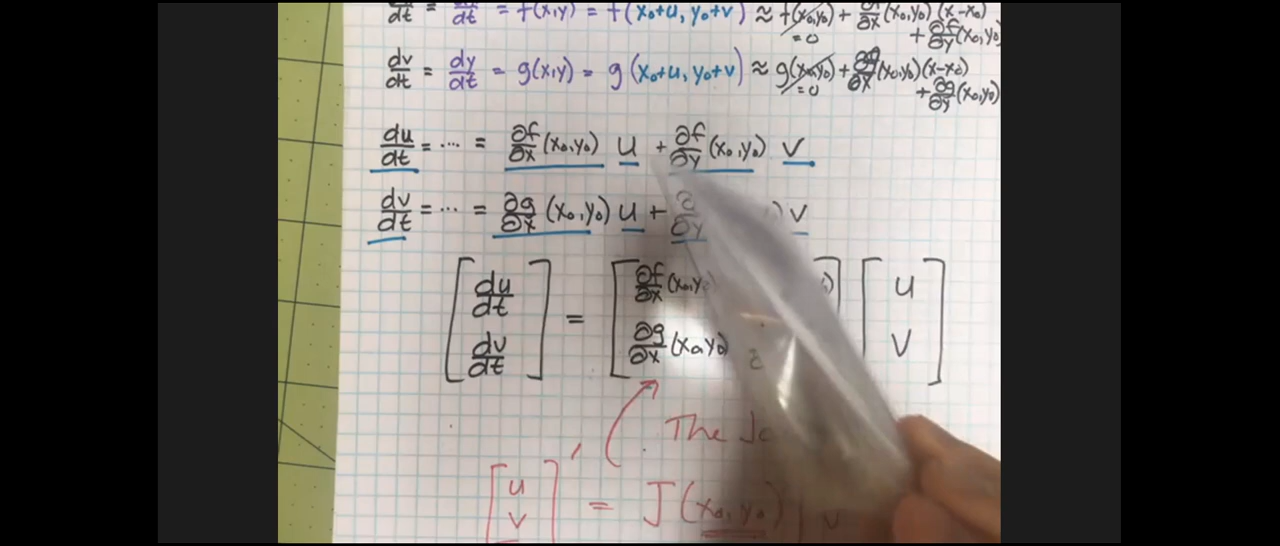 du/dt = du/dt = f(x,y) = f(x₀+u, y₀+v) ≈ f(x₀,y₀) + ∂f/∂x (x₀,y₀) (x-x₀)
=0 + ∂f/∂y (x₀,y₀)
dv/dt = dy/dt = g(x,y) = g(x₀+u, y₀+v) ≈ g(x₀,y₀) + ∂g/∂x (x₀,y₀)(x-x₀)
=0 + ∂g/∂y (x₀,y₀)
du/dt = ... = ∂f/∂x (x₀,y₀) u + ∂f/∂y (x₀,y₀) v
dv/dt = ... = ∂g/∂x (x₀,y₀) u + ∂ /∂y ) v
[du/dt dv/dt] = [∂f/∂x (x₀,y₀ ) ∂g/∂x (x₀,y₀) ∂ ] [u v]
The
[u v]' = J(x₀,y₀) [ v